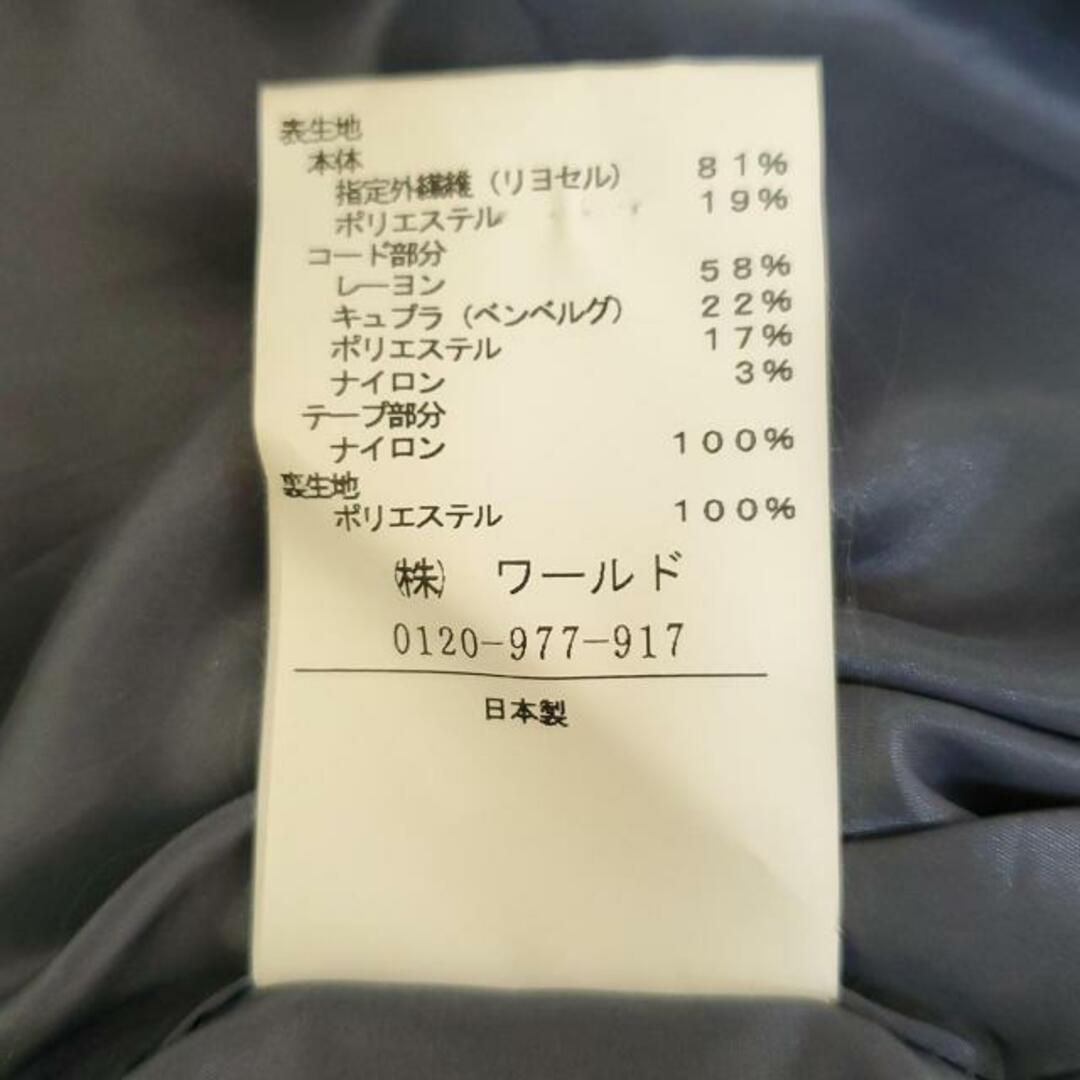 表生地
本体
指定外繊維（リヨセル） 81%
ポリエステル 19%
コード部分
レーヨン 58%
キュプラ（ベンベルグ） 22%
ポリエステル 17%
ナイロン 3%
テープ部分
ナイロン 100%
裏生地
ポリエステル 100%
㈱ ワールド
0120-977-917
日本製